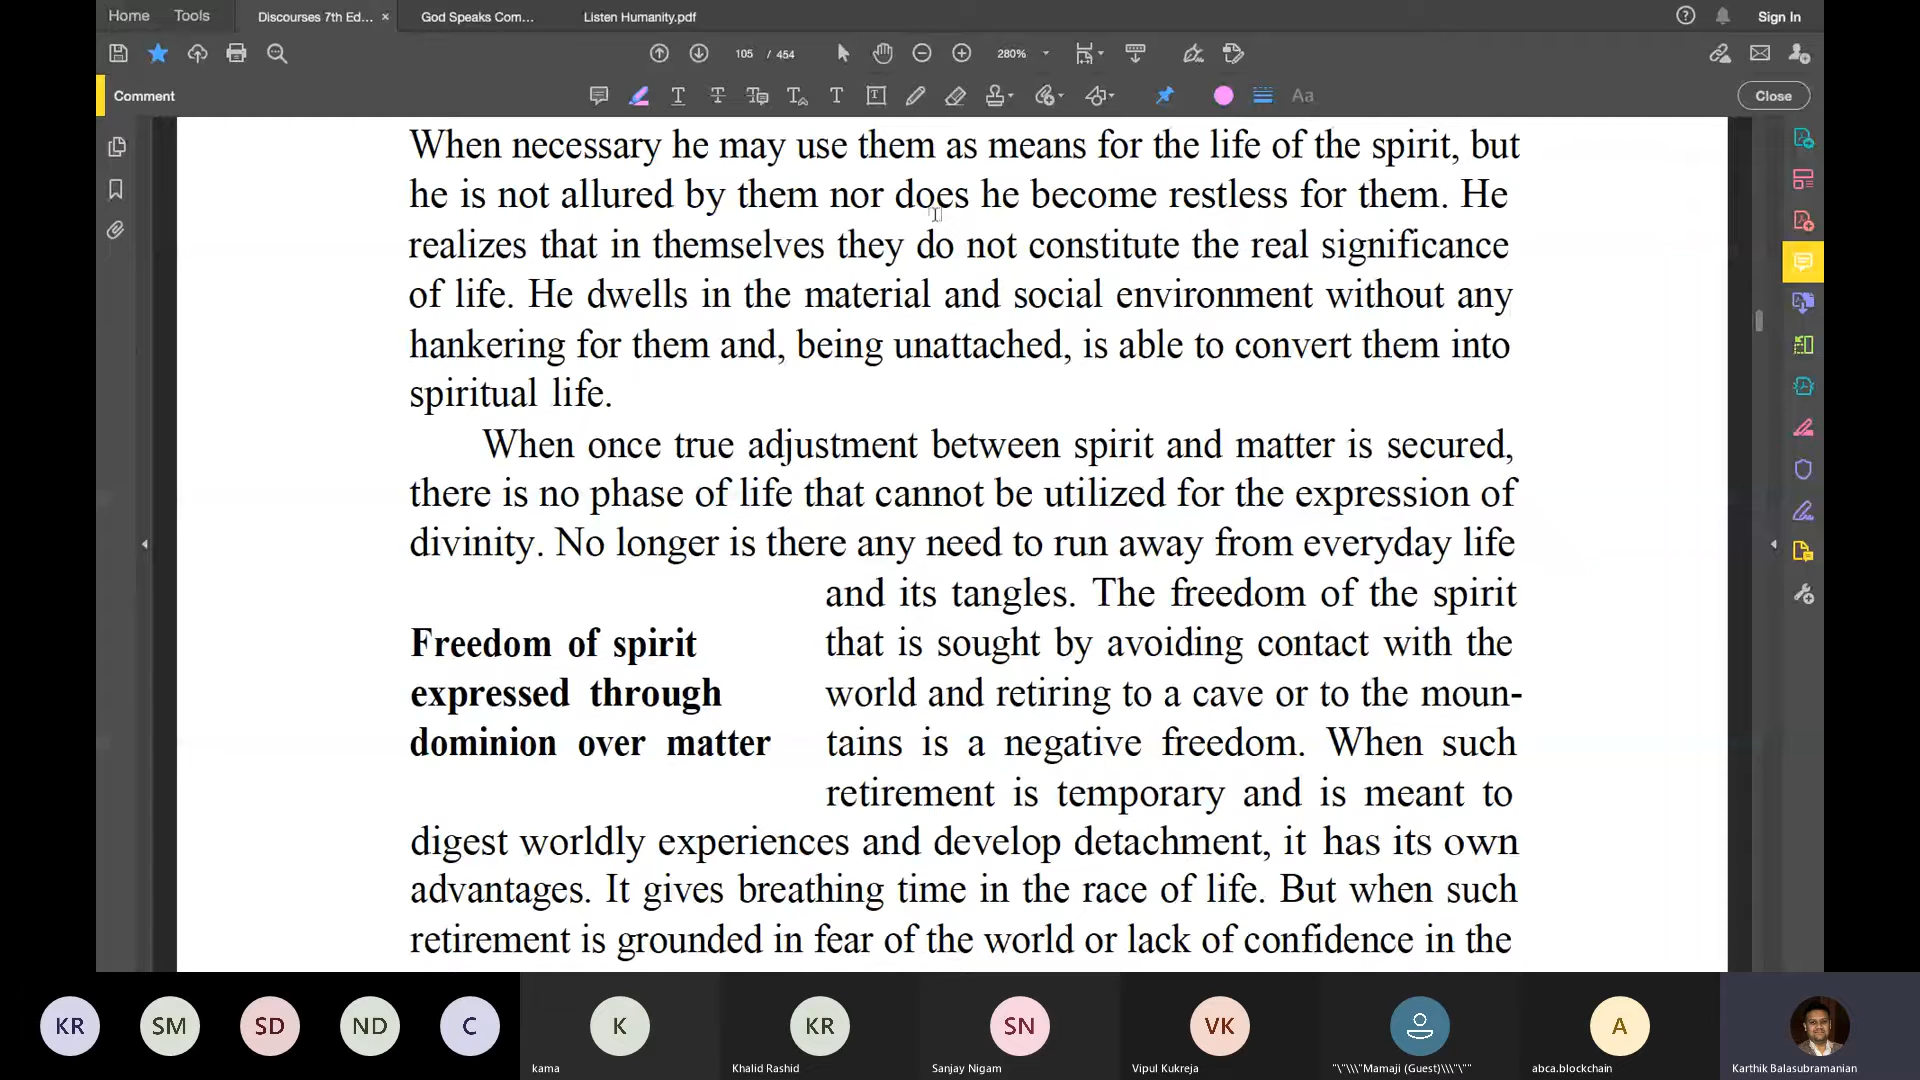 Home
Tools
Discourses 7th Ed... ×
God Speaks Com...
Listen Humanity.pdf
Sign In
105 / 454
280%
Comment
Aa
Close
When necessary he may use them as means for the life of the spirit, but
he is not allured by them nor does he become restless for them. He
realizes that in themselves they do not constitute the real significance
of life. He dwells in the material and social environment without any
hankering for them and, being unattached, is able to convert them into
spiritual life.
When once true adjustment between spirit and matter is secured,
there is no phase of life that cannot be utilized for the expression of
divinity. No longer is there any need to run away from everyday life
and its tangles. The freedom of the spirit
that is sought by avoiding contact with the
world and retiring to a cave or to the moun-
tains is a negative freedom. When such
retirement is temporary and is meant to
Freedom of spirit
expressed through
dominion over matter
digest worldly experiences and develop detachment, it has its own
advantages. It gives breathing time in the race of life. But when such
retirement is grounded in fear of the world or lack of confidence in the
KR
SM
SD
ND
C
K
kama
KR
Khalid Rashid
SN
Sanjay Nigam
VK
Vipul Kukreja
"\"\\\"Mamaji (Guest)\\\"\""
A
abca.blockchain
Karthik Balasubramanian